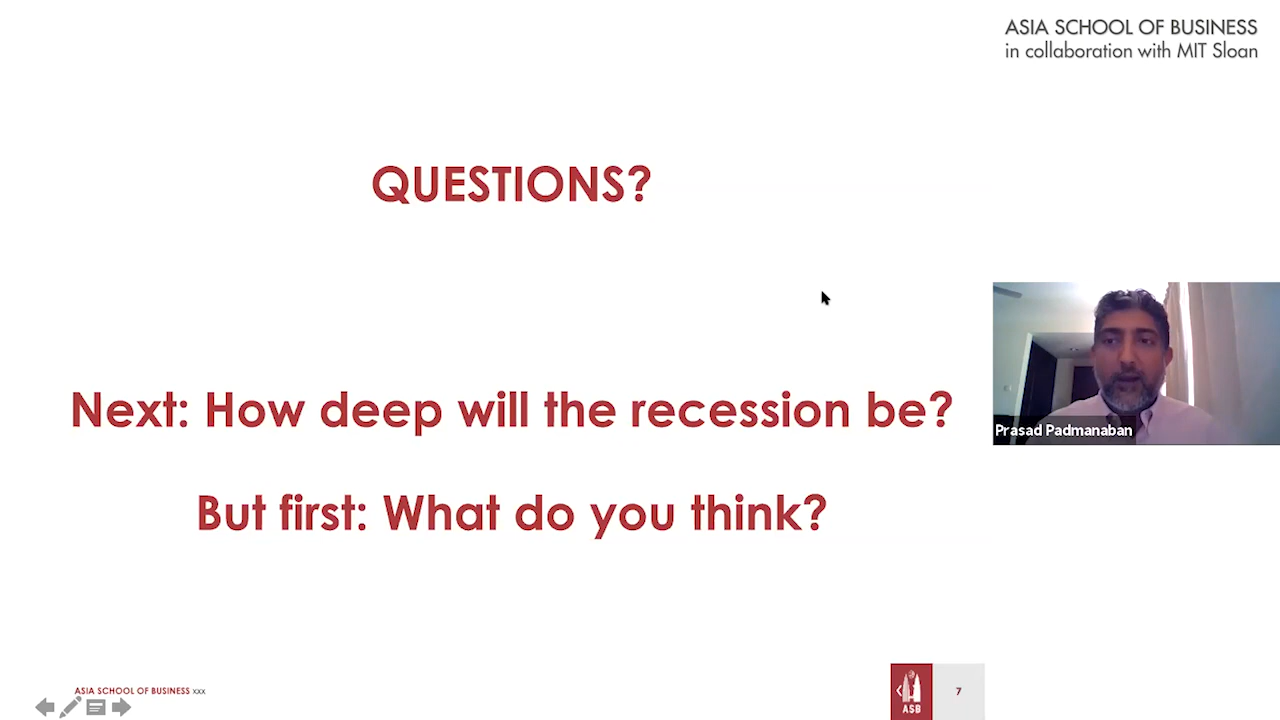 ASIA SCHOOL OF BUSINESS
in collaboration with MIT Sloan
QUESTIONS?
Next: How deep will the recession be?
Prasad Padmanaban
But first: What do you think?
ASIA SCHOOL OF BUSINESS xxx
ASB
7